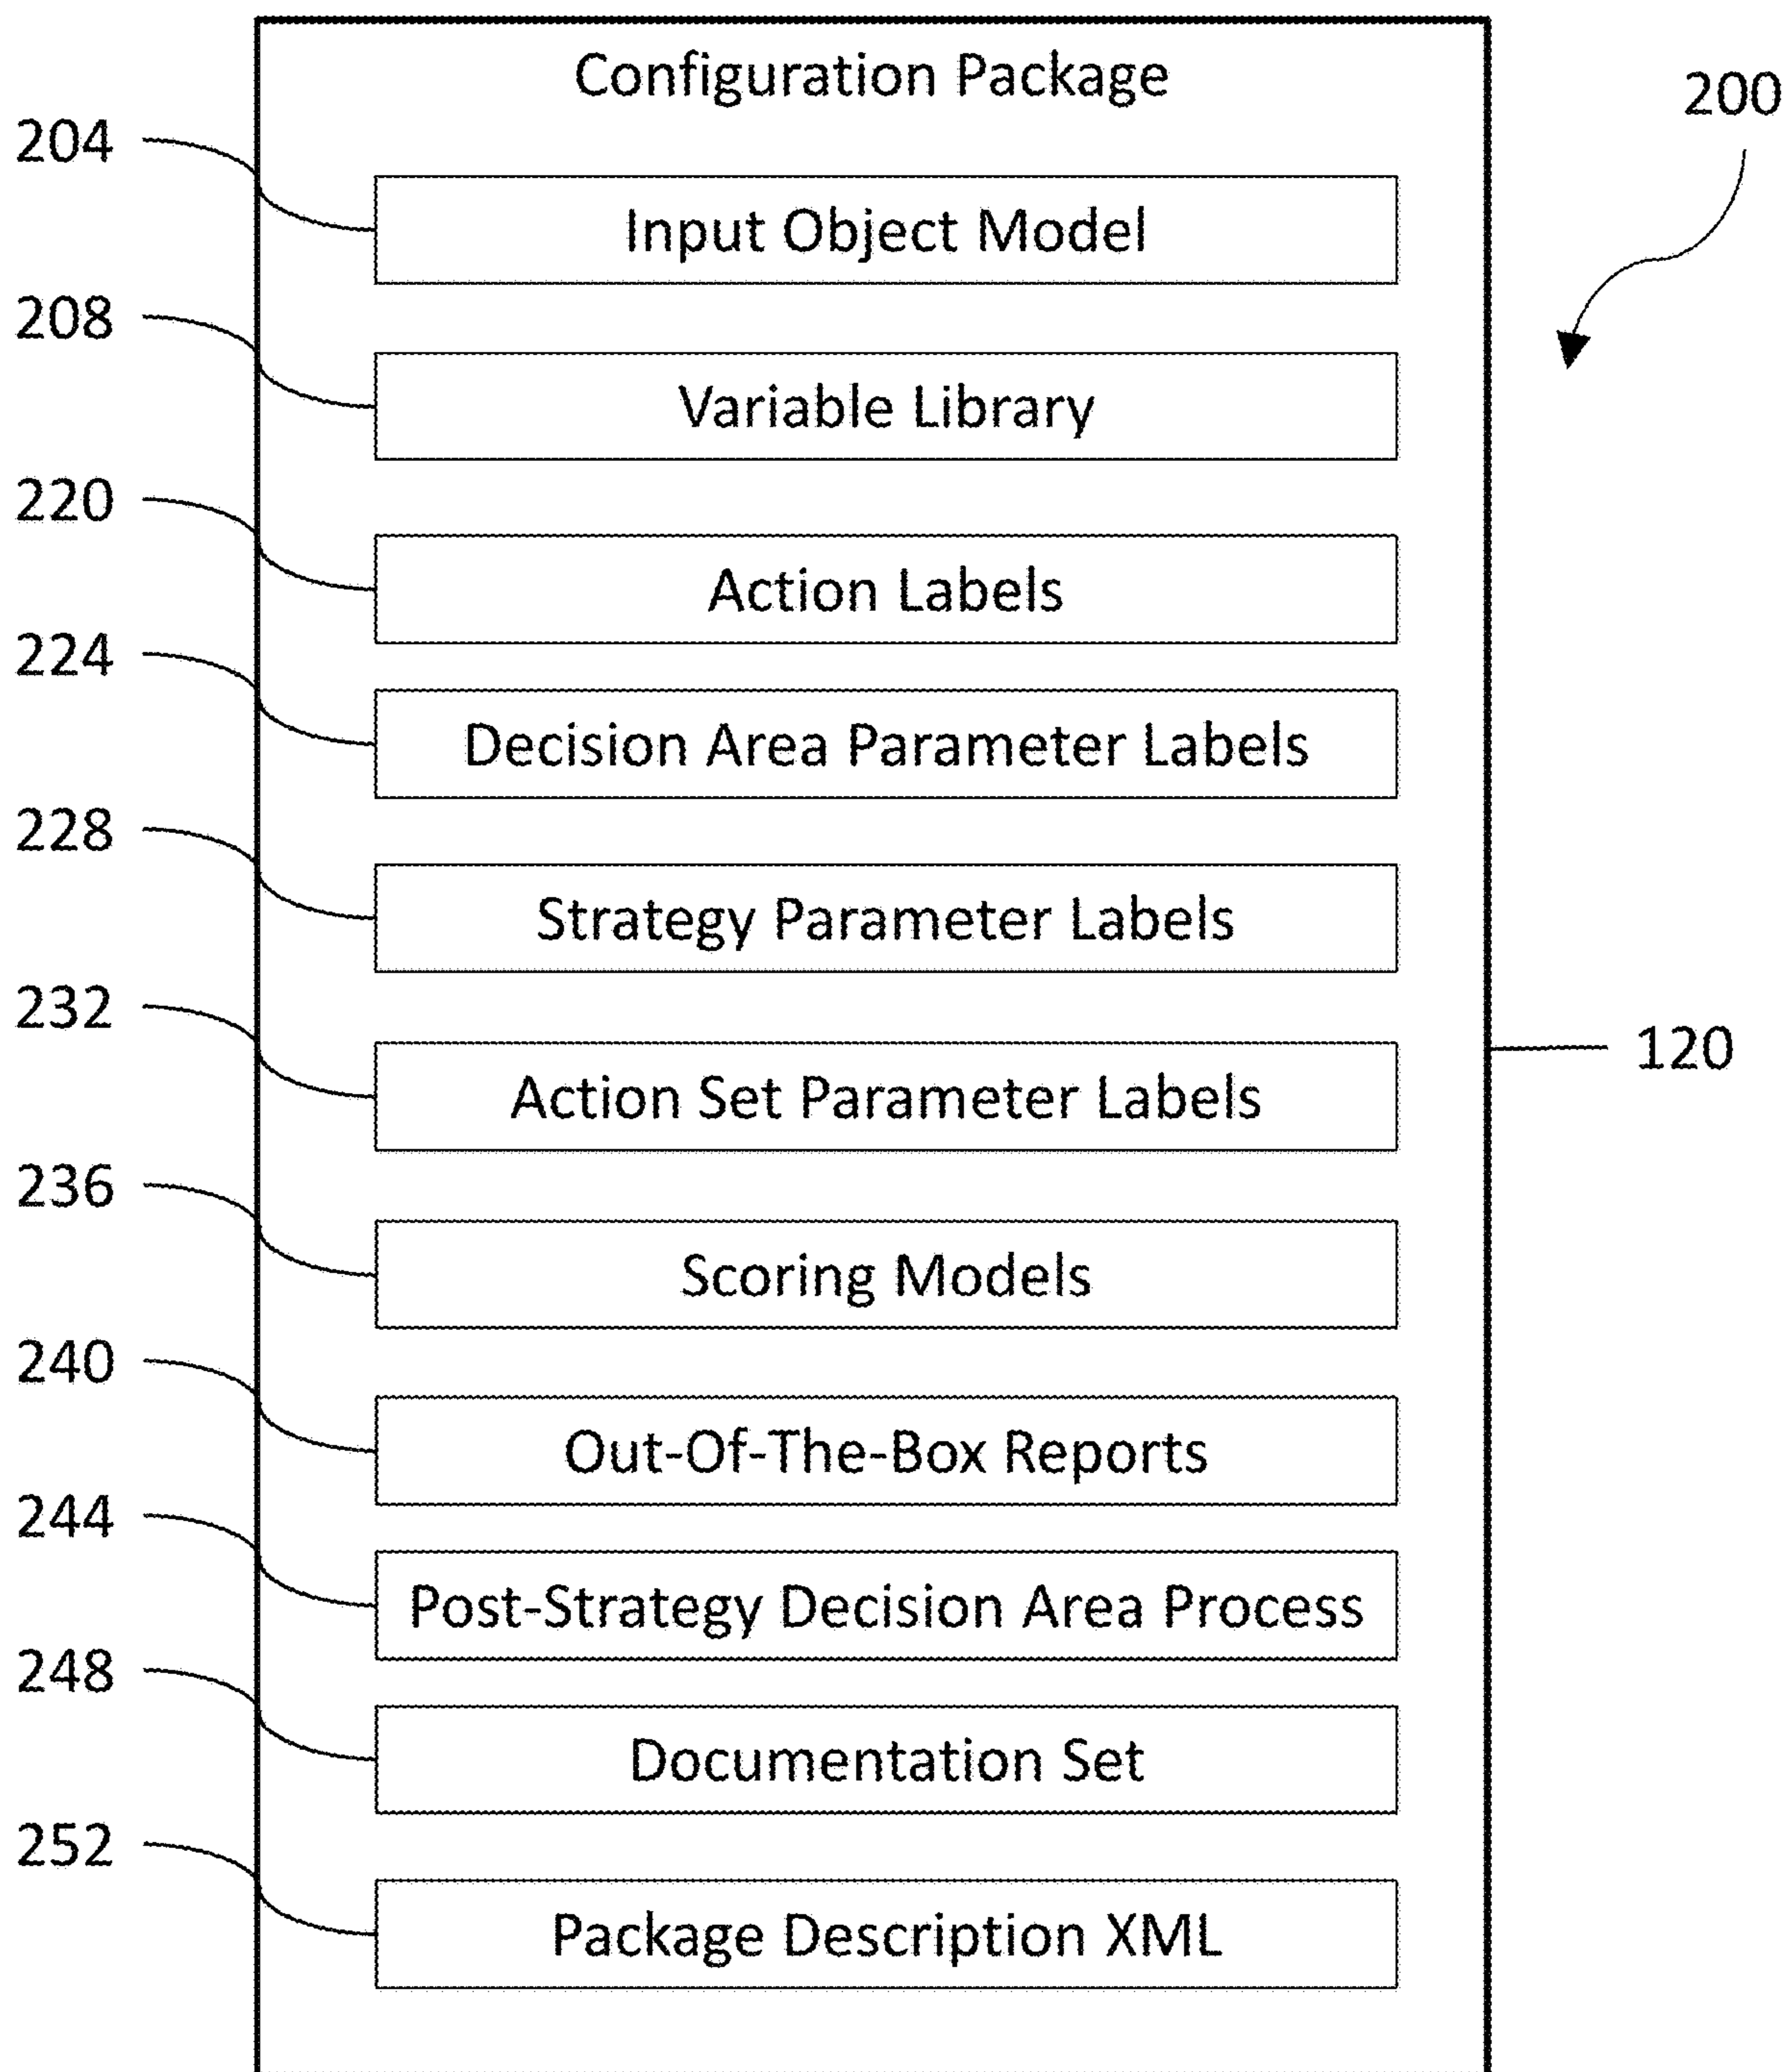 Configuration Package
200
204
Input Object Model
208
Variable Library
220
Action Labels
224
Decision Area Parameter Labels
228
Strategy Parameter Labels
232
Action Set Parameter Labels
120
236
Scoring Models
240
Out-Of-The-Box Reports
244
Post-Strategy Decision Area Process
248
Documentation Set
252
Package Description XML